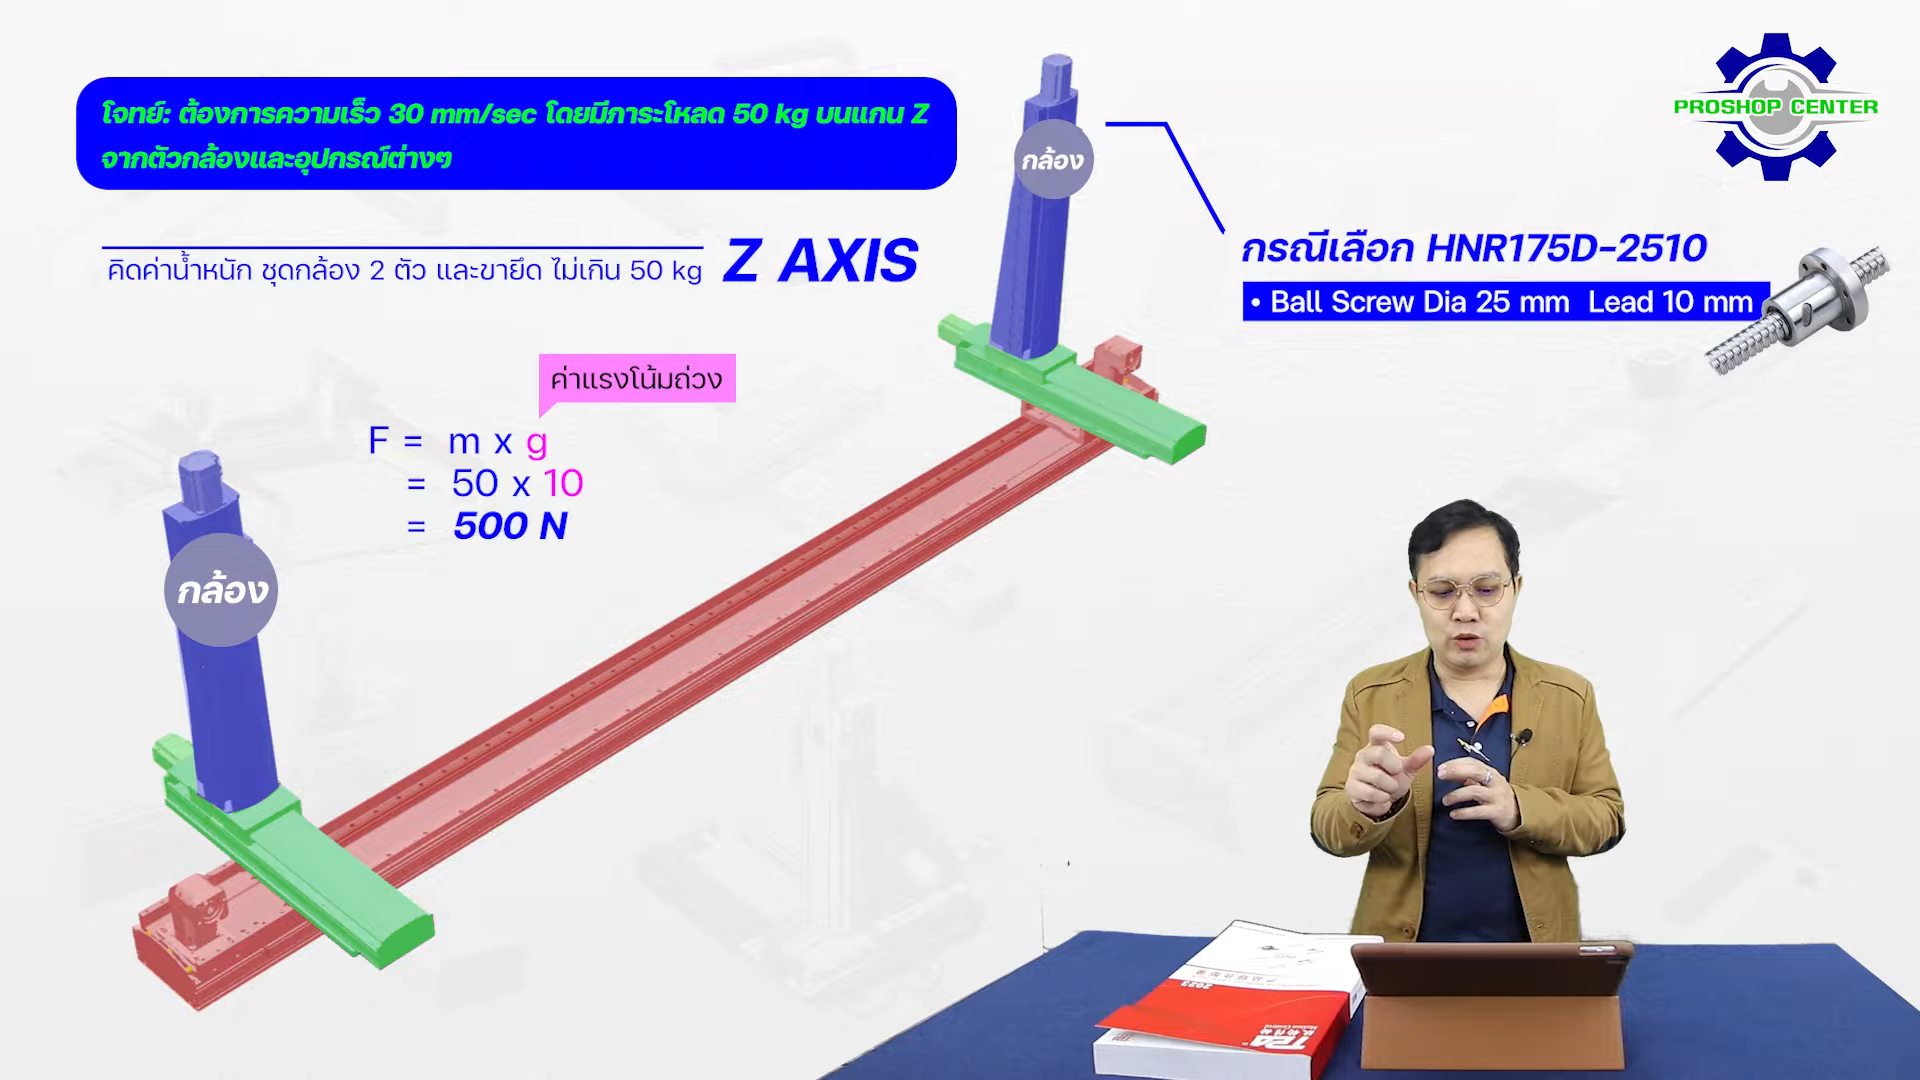 โจทย์: ต้องการความเร็ว 30 mm/sec โดยมีภาระโหลด 50 kg บนแกน Z
จากตัวกล้องและอุปกรณ์ต่างๆ
PROSHOP CENTER
คิดค่าน้ำหนัก ชุดกล้อง 2 ตัว และขายึด ไม่เกิน 50 kg
Z AXIS
กล้อง
กรณีเลือก HNR175D-2510
• Ball Screw Dia 25 mm Lead 10 mm
ค่าแรงโน้มถ่วง
F = m x g
= 50 x 10
= 500 N
กล้อง
2023
Motion Control
TPA